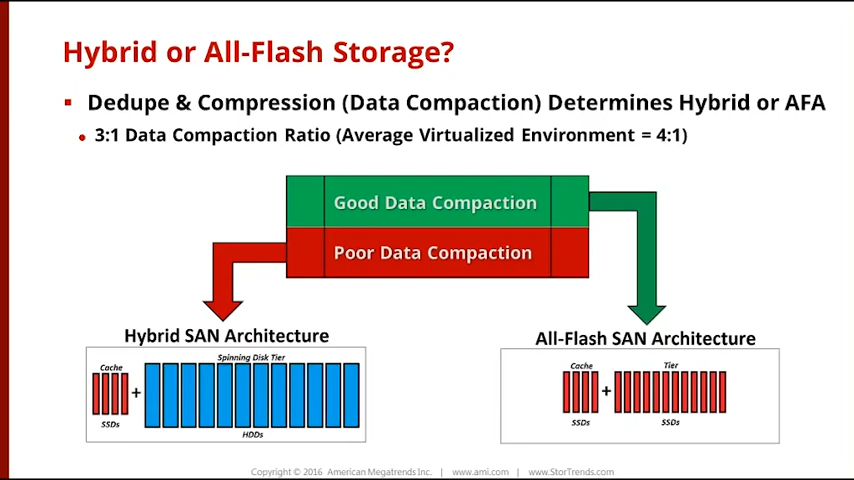 Hybrid or All-Flash Storage?
Dedupe & Compression (Data Compaction) Determines Hybrid or AFA
3:1 Data Compaction Ratio (Average Virtualized Environment = 4:1)
Good Data Compaction
Poor Data Compaction
Hybrid SAN Architecture
Spinning Disk Tier
Cache
+
SSDs
HDDs
All-Flash SAN Architecture
Cache
Tier
+
SSDs
SSDs
Copyright © 2016 American Megatrends Inc. | www.ami.com | www.StorTrends.com